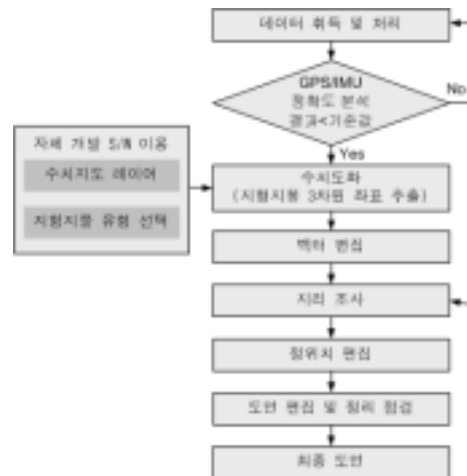 데이터 취득 및 처리
GPS/IMU
정확도 분석
결과<기준값
No
Yes
자체 개발 S/W 이용
수치지도 레이어
지형지물 유형 선택
수치도화
(지형지물 3차원 좌표 추출)
벡터 편집
지리 조사
정위치 편집
도면 편집 및 정리 점검
최종 도면